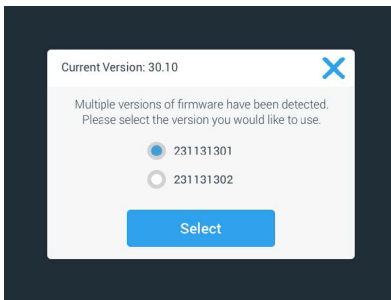 Current Version: 30.10
Multiple versions of firmware have been detected.
Please select the version you would like to use.
231131301
231131302
Select